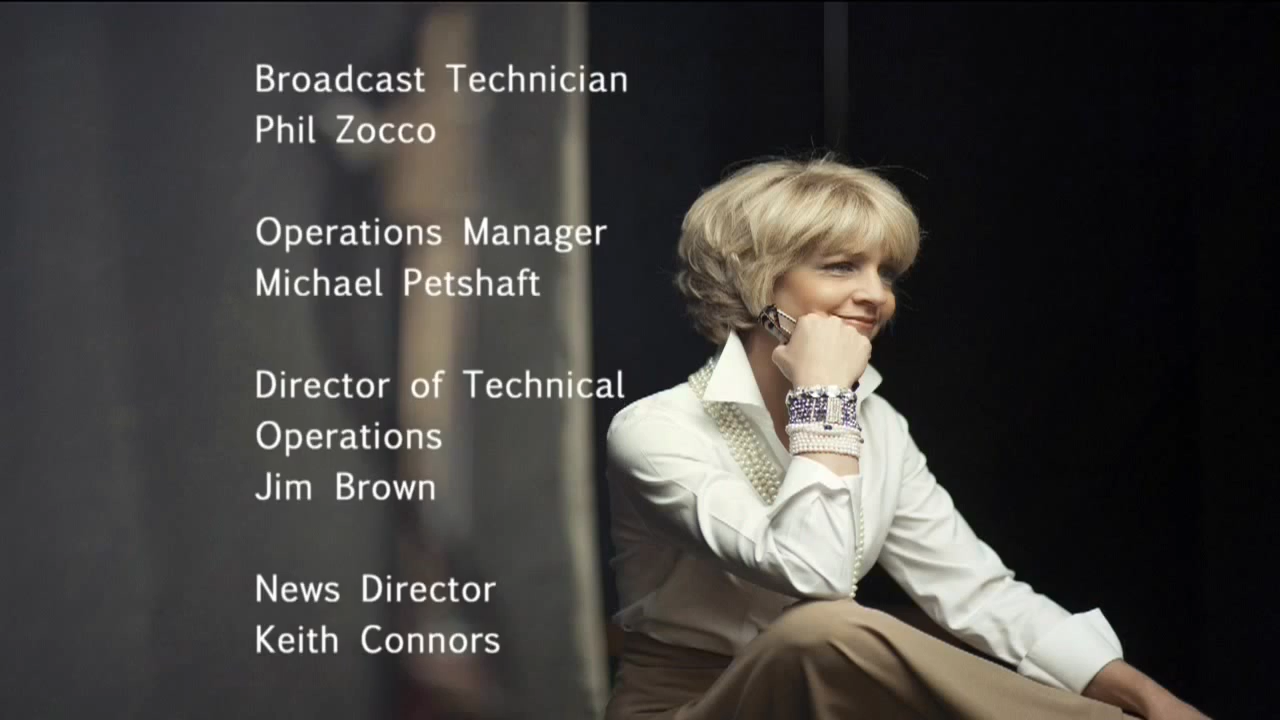 Broadcast Technician
Phil Zocco
Operations Manager
Michael Petshaft
Director of Technical
Operations
Jim Brown
News Director
Keith Connors